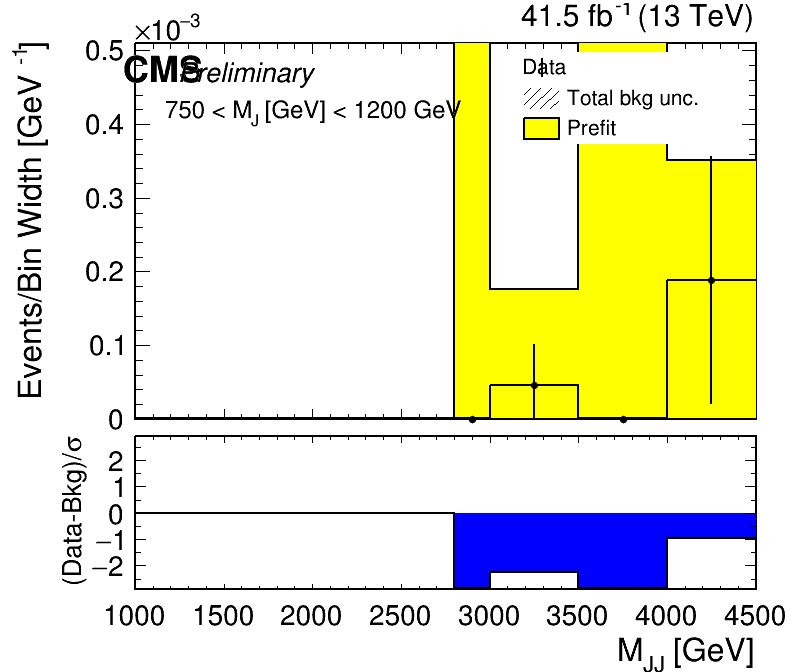 ×10⁻³
41.5 fb⁻¹ (13 TeV)
CMS Preliminary
750 < M_J [GeV] < 1200 GeV
Data
Total bkg unc.
Prefit
Events/Bin Width [GeV⁻¹]
0.5
0.4
0.3
0.2
0.1
0
(Data-Bkg)/σ
2
1
0
−1
−2
1000 1500 2000 2500 3000 3500 4000 4500
M_JJ [GeV]